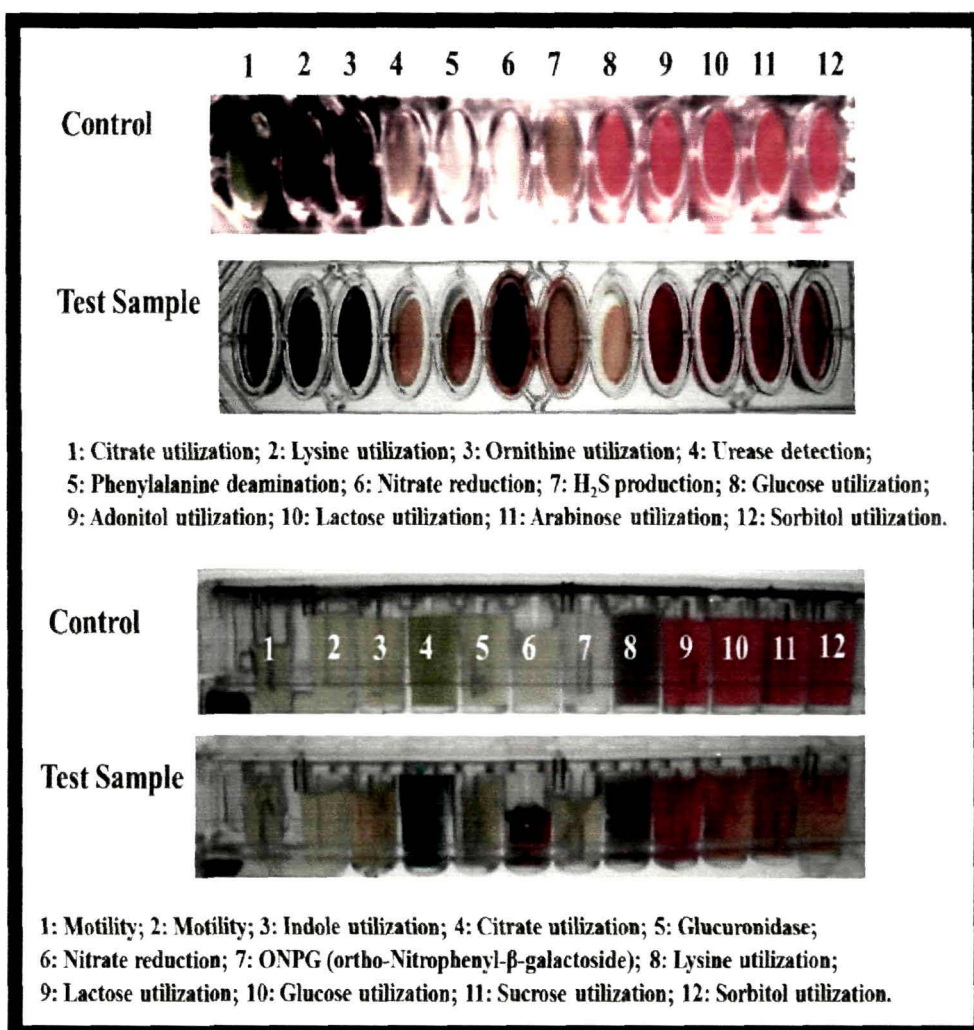 1 2 3 4 5 6 7 8 9 10 11 12
Control
Test Sample
1: Citrate utilization; 2: Lysine utilization; 3: Ornithine utilization; 4: Urease detection;
5: Phenylalanine deamination; 6: Nitrate reduction; 7: H₂S production; 8: Glucose utilization;
9: Adonitol utilization; 10: Lactose utilization; 11: Arabinose utilization; 12: Sorbitol utilization.
Control
1 2 3 4 5 6 7 8 9 10 11 12
Test Sample
1: Motility; 2: Motility; 3: Indole utilization; 4: Citrate utilization; 5: Glucuronidase;
6: Nitrate reduction; 7: ONPG (ortho-Nitrophenyl-β-galactoside); 8: Lysine utilization;
9: Lactose utilization; 10: Glucose utilization; 11: Sucrose utilization; 12: Sorbitol utilization.